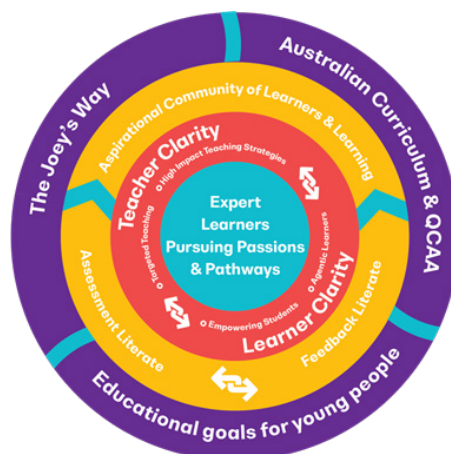 The Joey's Way
Australian Curriculum & QCAA
Educational goals for young people
Aspirational Community of Learners & Learning
Assessment Literate
Feedback Literate
Teacher Clarity
High Impact Teaching Strategies
Targeted Teaching
Learner Clarity
Agentic Learners
Empowering Students
Expert
Learners
Pursuing Passions
& Pathways